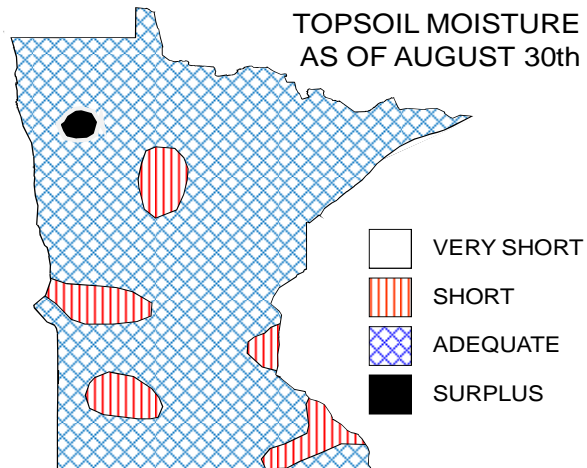 TOPSOIL MOISTURE
AS OF AUGUST 30th
VERY SHORT
SHORT
ADEQUATE
SURPLUS